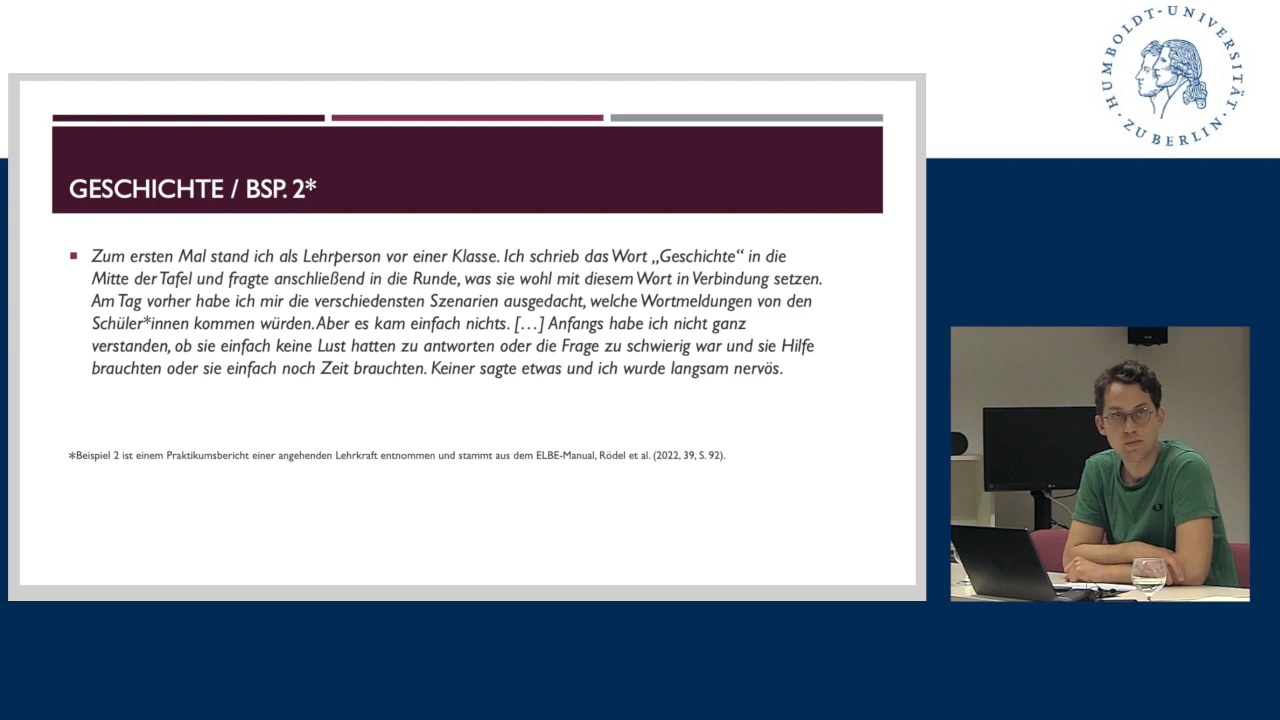 HUMBOLDT-UNIVERSITÄT
ZU BERLIN
GESCHICHTE / BSP. 2*
Zum ersten Mal stand ich als Lehrperson vor einer Klasse. Ich schrieb das Wort „Geschichte“ in die
Mitte der Tafel und fragte anschließend in die Runde, was sie wohl mit diesem Wort in Verbindung setzen.
Am Tag vorher habe ich mir die verschiedensten Szenarien ausgedacht, welche Wortmeldungen von den
Schüler*innen kommen würden. Aber es kam einfach nichts. […] Anfangs habe ich nicht ganz
verstanden, ob sie einfach keine Lust hatten zu antworten oder die Frage zu schwierig war und sie Hilfe
brauchten oder sie einfach noch Zeit brauchten. Keiner sagte etwas und ich wurde langsam nervös.
*Beispiel 2 ist einem Praktikumsbericht einer angehenden Lehrkraft entnommen und stammt aus dem ELBE-Manual, Rödel et al. (2022, 39, S. 92).